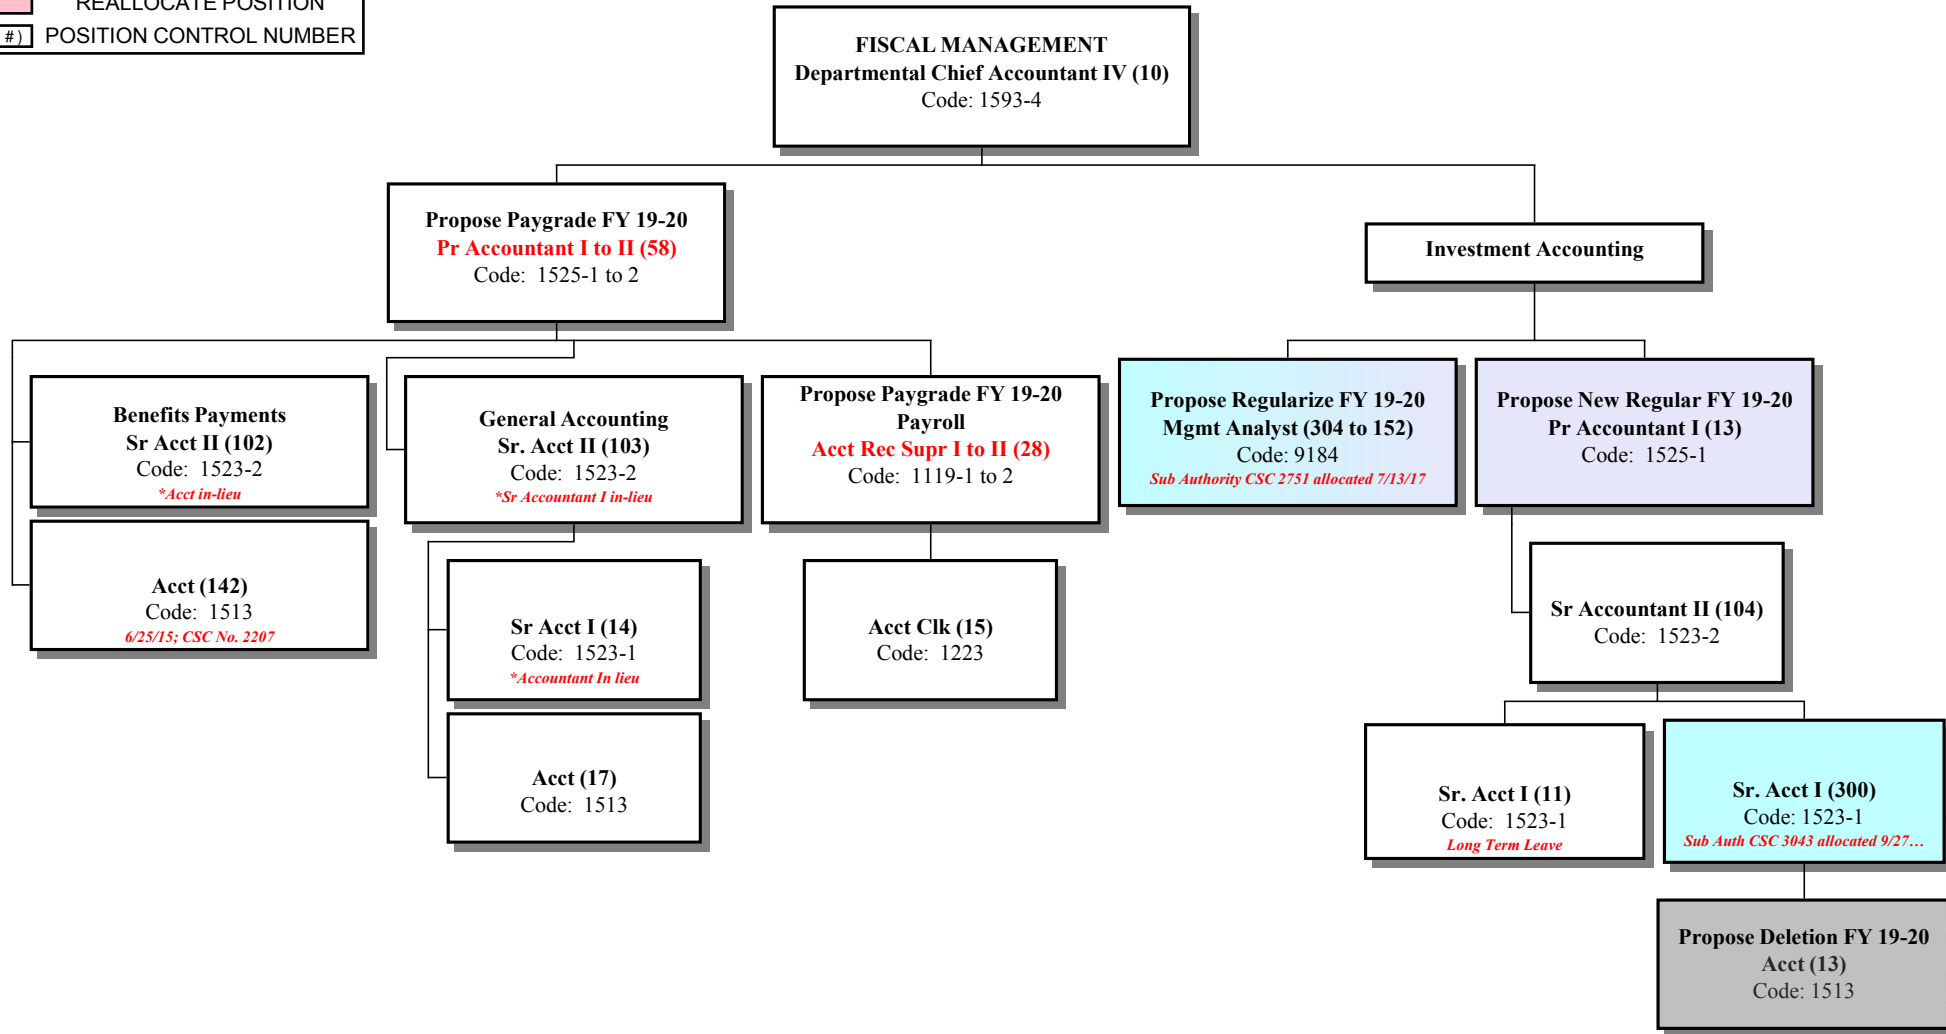 REALLOCATE POSITION
#) POSITION CONTROL NUMBER
FISCAL MANAGEMENT
Departmental Chief Accountant IV (10)
Code: 1593-4
Propose Paygrade FY 19-20
Pr Accountant I to II (58)
Code: 1525-1 to 2
Investment Accounting
Benefits Payments
Sr Acct II (102)
Code: 1523-2
*Acct in-lieu
General Accounting
Sr. Acct II (103)
Code: 1523-2
*Sr Accountant I in-lieu
Propose Paygrade FY 19-20
Payroll
Acct Rec Supr I to II (28)
Code: 1119-1 to 2
Propose Regularize FY 19-20
Mgmt Analyst (304 to 152)
Code: 9184
Sub Authority CSC 2751 allocated 7/13/17
Propose New Regular FY 19-20
Pr Accountant I (13)
Code: 1525-1
Acct (142)
Code: 1513
6/25/15; CSC No. 2207
Sr Acct I (14)
Code: 1523-1
*Accountant In lieu
Acct Clk (15)
Code: 1223
Sr Accountant II (104)
Code: 1523-2
Acct (17)
Code: 1513
Sr. Acct I (11)
Code: 1523-1
Long Term Leave
Sr. Acct I (300)
Code: 1523-1
Sub Auth CSC 3043 allocated 9/27…
Propose Deletion FY 19-20
Acct (13)
Code: 1513